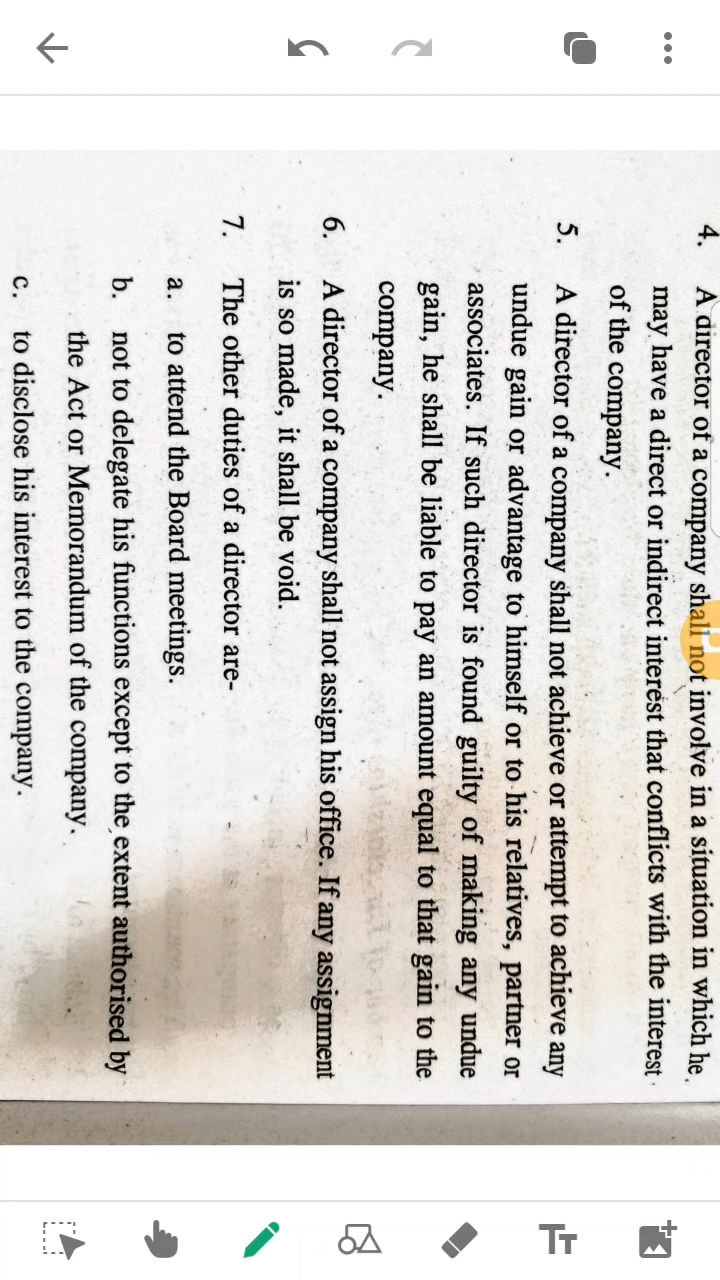 4. A director of a company shall not involve in a situation in which he
may have a direct or indirect interest that conflicts with the interest
of the company.
5. A director of a company shall not achieve or attempt to achieve any
undue gain or advantage to himself or to his relatives, partner or
associates. If such director is found guilty of making any undue
gain, he shall be liable to pay an amount equal to that gain to the
company.
6. A director of a company shall not assign his office. If any assignment
is so made, it shall be void.
7. The other duties of a director are-
a. to attend the Board meetings.
b. not to delegate his functions except to the extent authorised by
the Act or Memorandum of the company.
c. to disclose his interest to the company.
TT